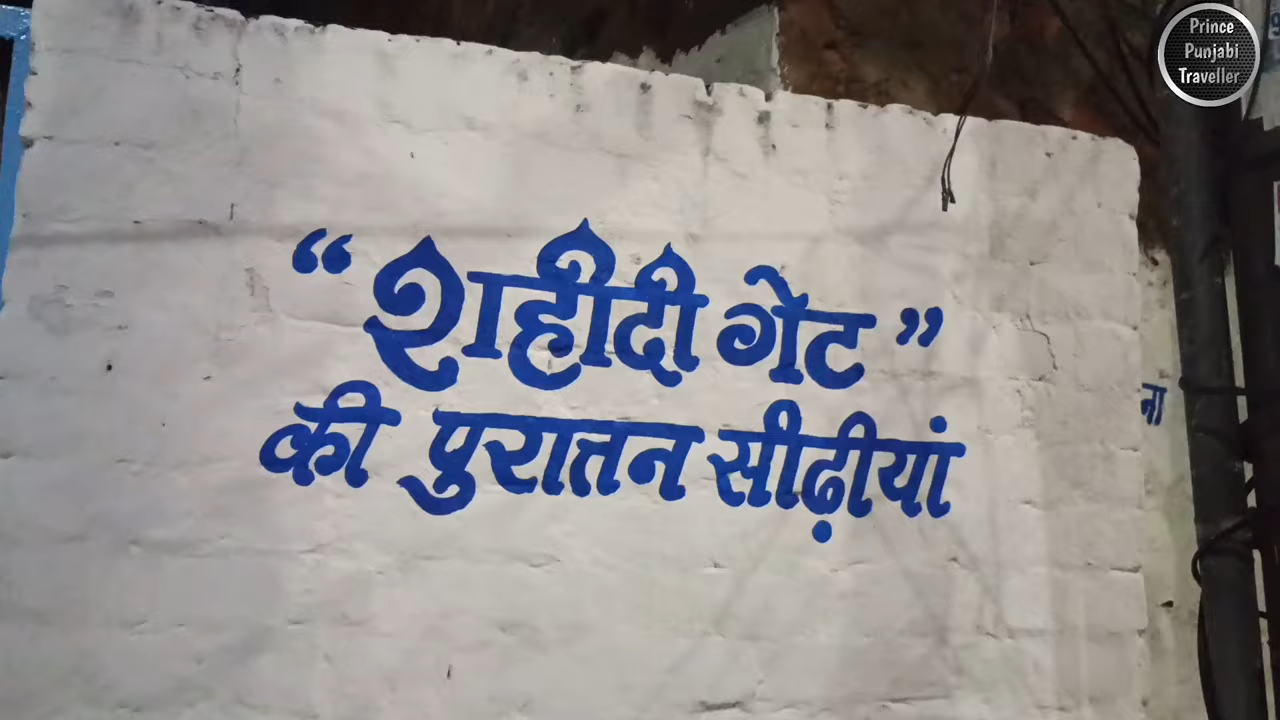 “शहीदी गेट”
की पुरातन सीढ़ीयां
Prince
Punjabi
Traveller